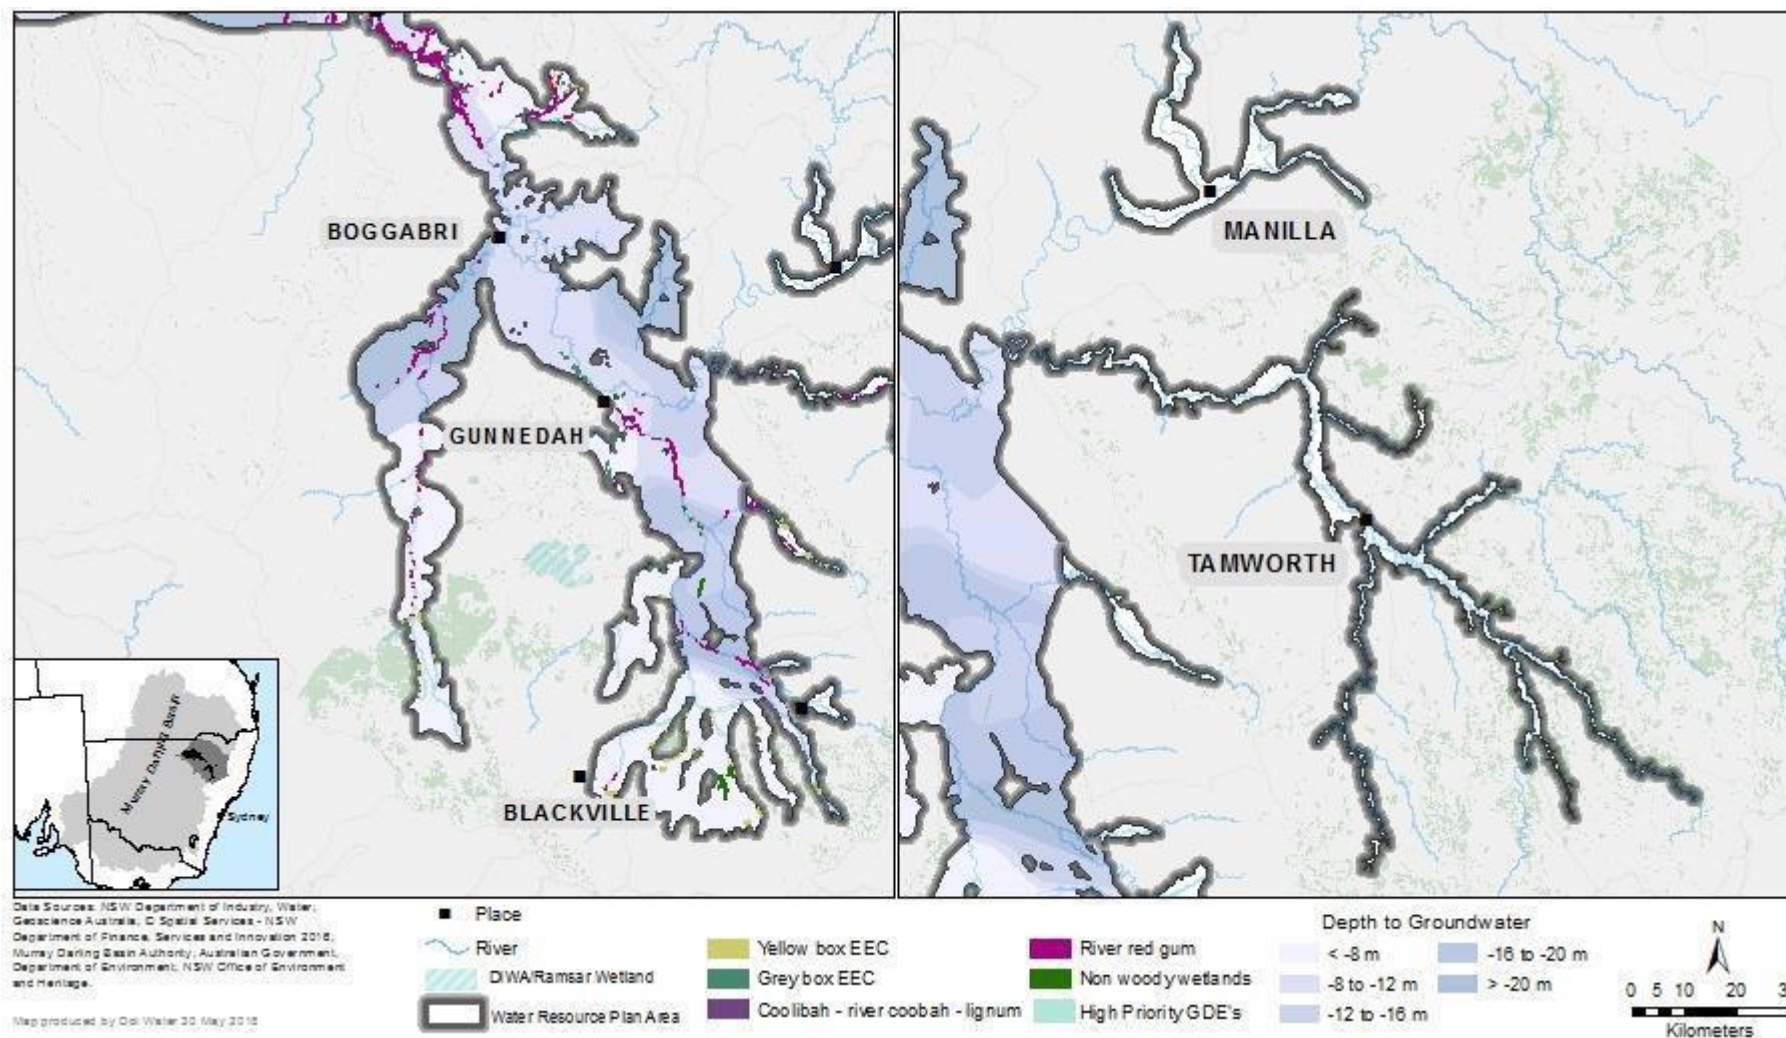 BOGGABRI
GUNNEDAH
BLACKVILLE
MANILLA
TAMWORTH
Murray Darling Basin
Sydney
Data Sources: NSW Department of Industry, Water;
Geoscience Australia, © Spatial Services - NSW
Department of Finance, Services and Innovation 2016;
Murray Darling Basin Authority; Australian Government,
Department of Environment; NSW Office of Environment
and Heritage.
Map produced by DoI Water 30 May 2018
Place
River
DIWA/Ramsar Wetland
Water Resource Plan Area
Yellow box EEC
Grey box EEC
Coolibah - river coobah - lignum
River red gum
Non woody wetlands
High Priority GDE's
Depth to Groundwater
< -8 m
-8 to -12 m
-12 to -16 m
-16 to -20 m
> -20 m
N
0 5 10 20
Kilometers